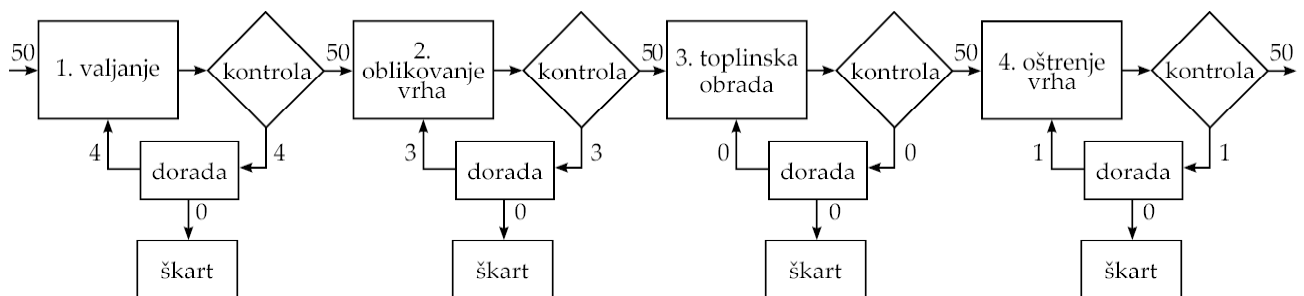 50
1. valjanje
kontrola
50
2.
oblikovanje
vrha
kontrola
50
3. toplinska
obrada
kontrola
50
4. oštrenje
vrha
kontrola
50
4
dorada
4
3
dorada
3
0
dorada
0
1
dorada
1
0
0
0
0
škart
škart
škart
škart